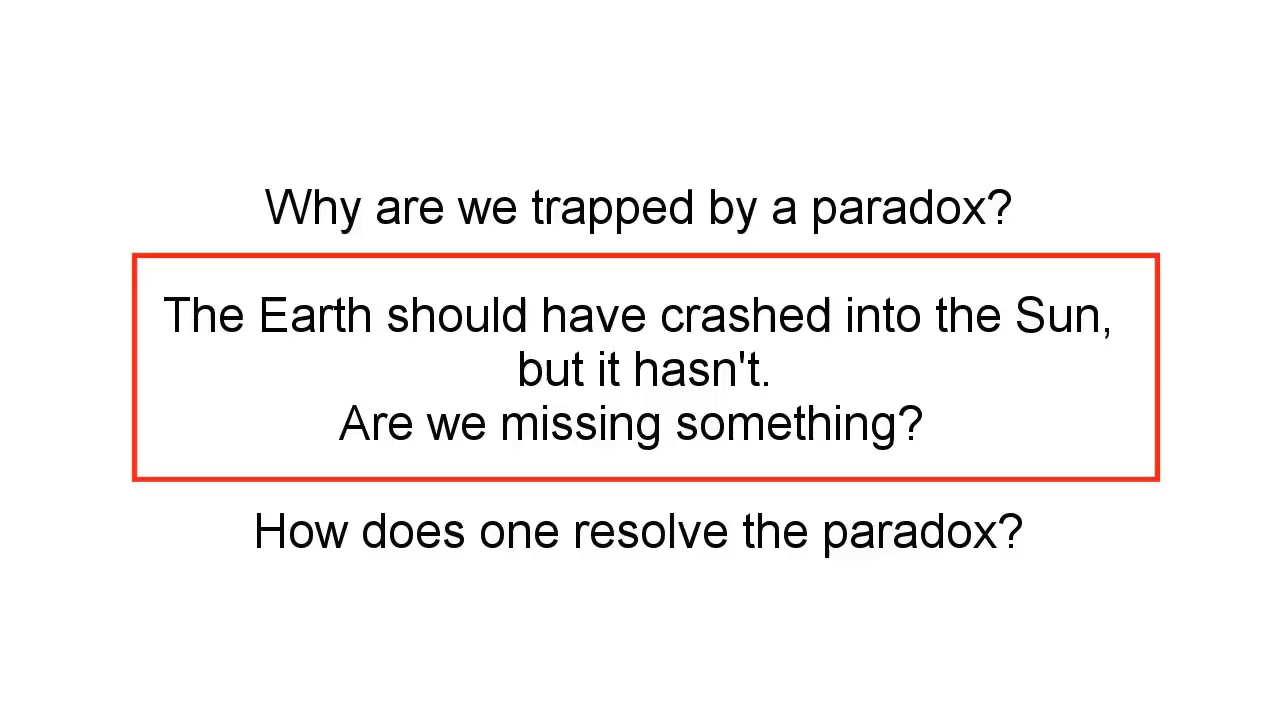 Why are we trapped by a paradox?
The Earth should have crashed into the Sun,
but it hasn't.
Are we missing something?
How does one resolve the paradox?